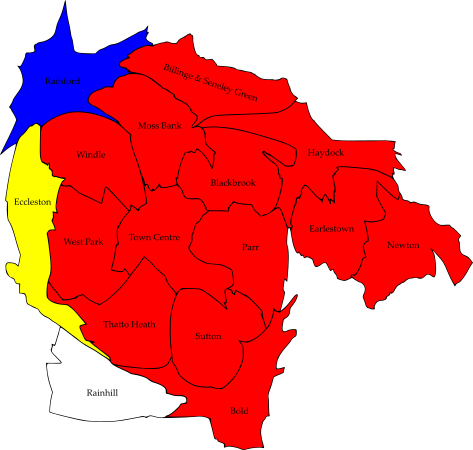 Billinge & Seneley Green
Rainford
Moss Bank
Windle
Haydock
Blackbrook
Eccleston
Earlestown
West Park
Town Centre
Parr
Newton
Thatto Heath
Sutton
Rainhill
Bold